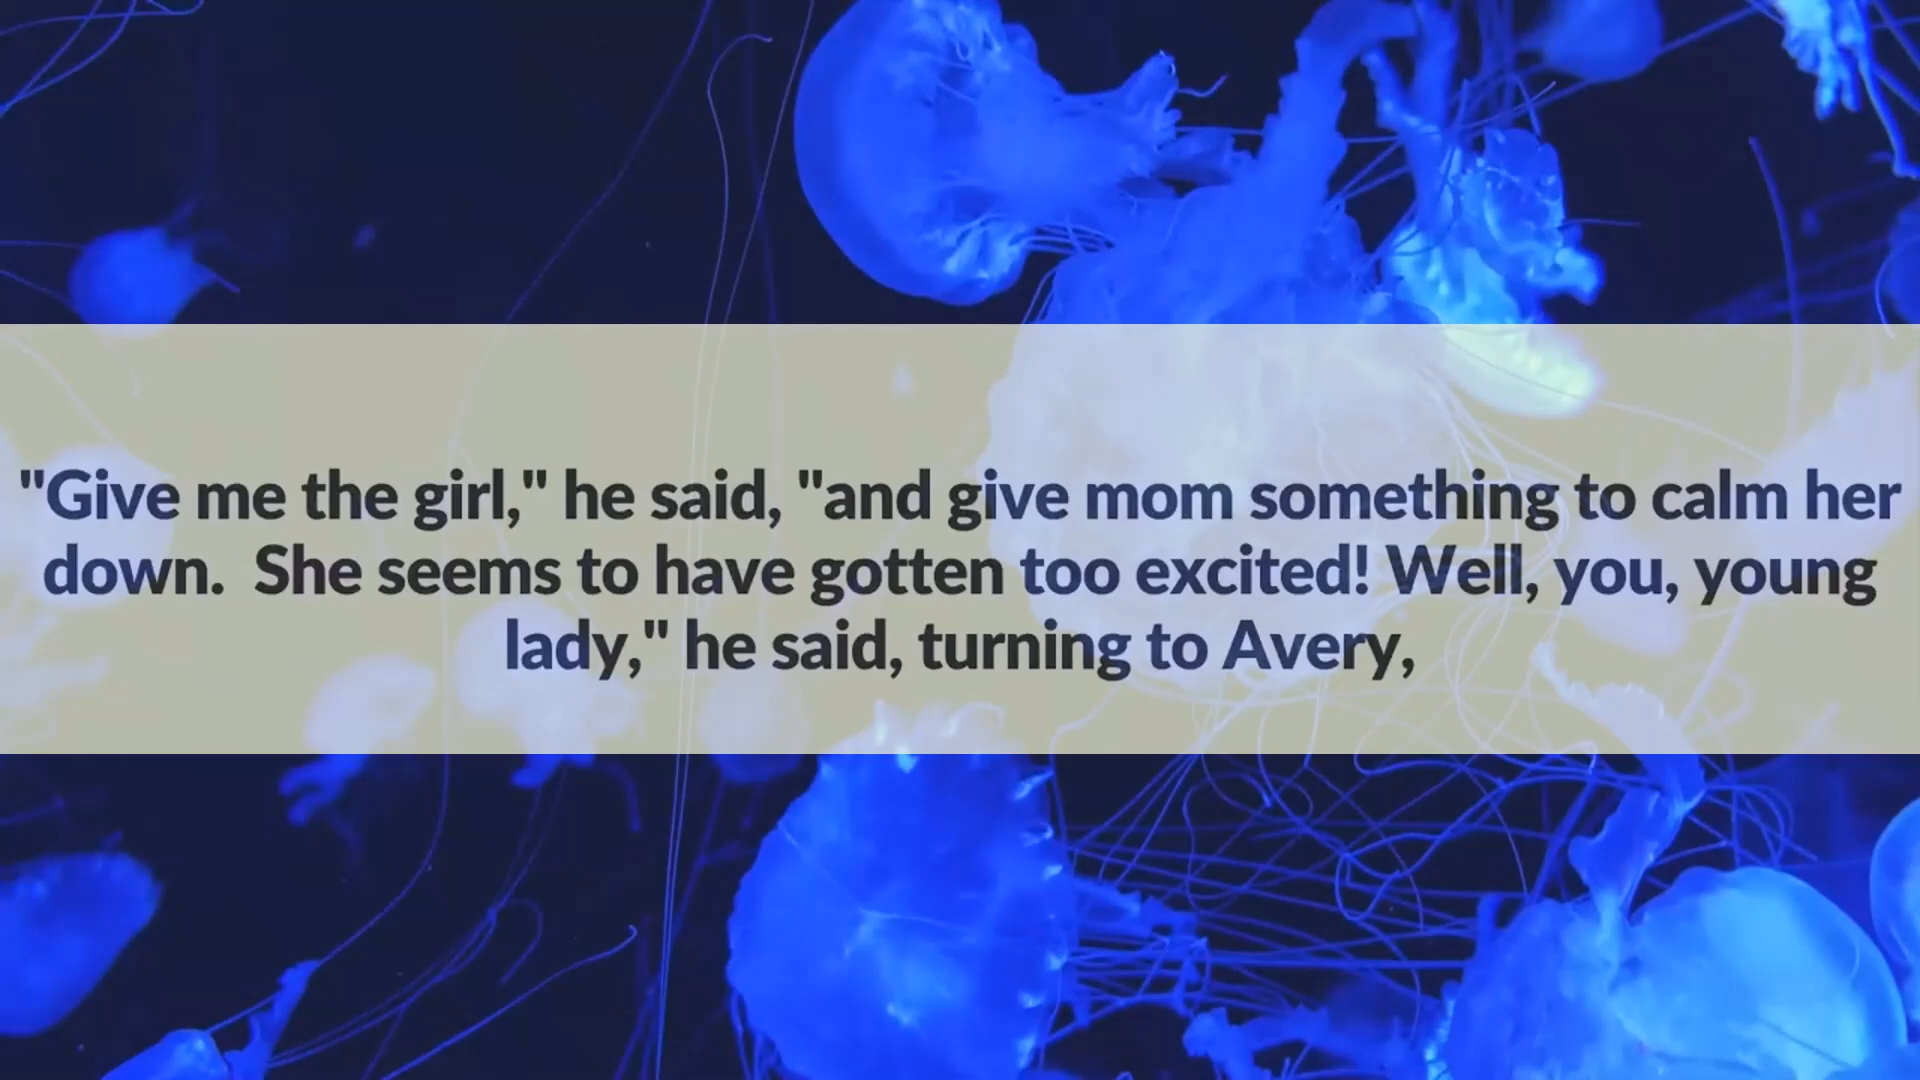 "Give me the girl," he said, "and give mom something to calm her
down.  She seems to have gotten too excited! Well, you, young
lady," he said, turning to Avery,